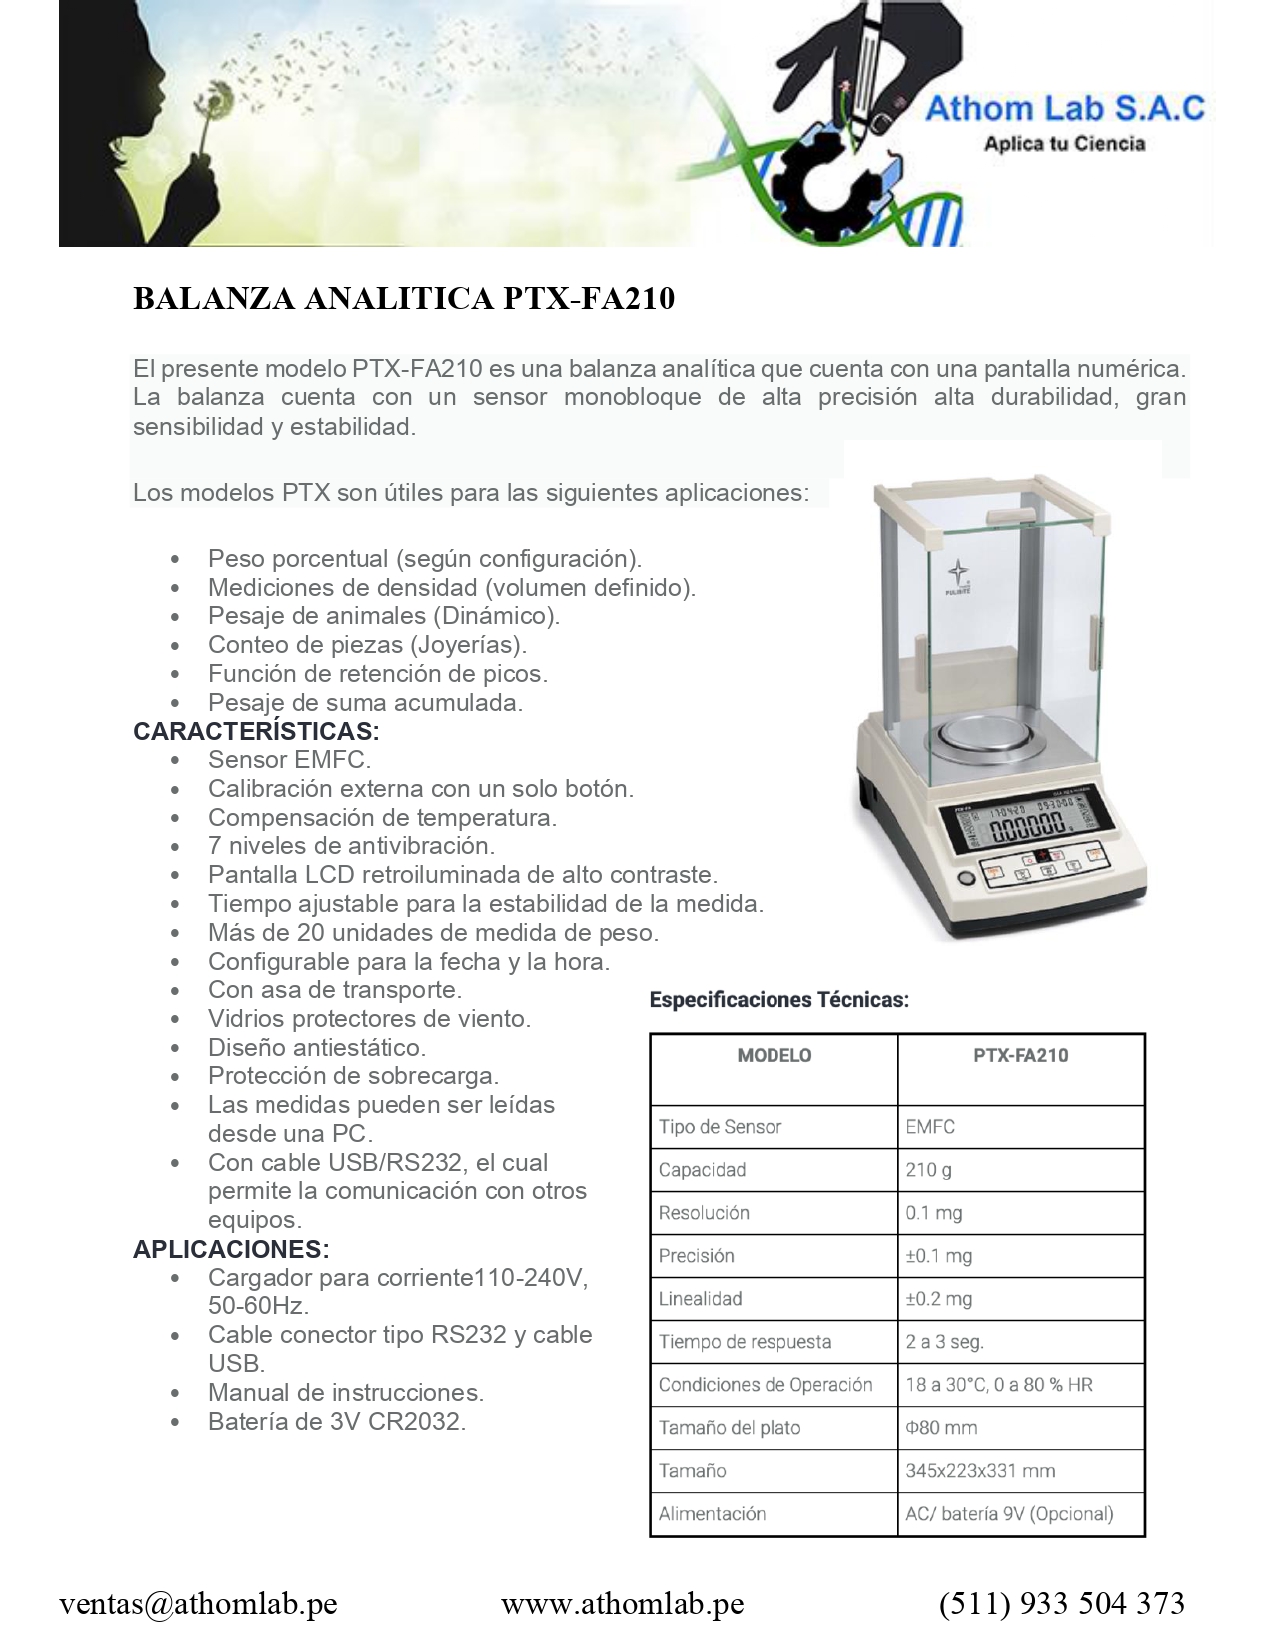 Athom Lab S.A.C
Aplica tu Ciencia
BALANZA ANALITICA PTX-FA210
El presente modelo PTX-FA210 es una balanza analítica que cuenta con una pantalla numérica.
La balanza cuenta con un sensor monobloque de alta precisión alta durabilidad, gran
sensibilidad y estabilidad.
Los modelos PTX son útiles para las siguientes aplicaciones:
• Peso porcentual (según configuración).
• Mediciones de densidad (volumen definido).
• Pesaje de animales (Dinámico).
• Conteo de piezas (Joyerías).
• Función de retención de picos.
• Pesaje de suma acumulada.
CARACTERÍSTICAS:
• Sensor EMFC.
• Calibración externa con un solo botón.
• Compensación de temperatura.
• 7 niveles de antivibración.
• Pantalla LCD retroiluminada de alto contraste.
• Tiempo ajustable para la estabilidad de la medida.
• Más de 20 unidades de medida de peso.
• Configurable para la fecha y la hora.
• Con asa de transporte.
• Vidrios protectores de viento.
• Diseño antiestático.
• Protección de sobrecarga.
• Las medidas pueden ser leídas
desde una PC.
• Con cable USB/RS232, el cual
permite la comunicación con otros
equipos.
APLICACIONES:
• Cargador para corriente110-240V,
50-60Hz.
• Cable conector tipo RS232 y cable
USB.
• Manual de instrucciones.
• Batería de 3V CR2032.
0.00000
Especificaciones Técnicas:
MODELO PTX-FA210
Tipo de Sensor EMFC
Capacidad 210 g
Resolución 0.1 mg
Precisión ±0.1 mg
Linealidad ±0.2 mg
Tiempo de respuesta 2 a 3 seg.
Condiciones de Operación 18 a 30°C, 0 a 80 % HR
Tamaño del plato Φ80 mm
Tamaño 345x223x331 mm
Alimentación AC/ batería 9V (Opcional)
ventas@athomlab.pe www.athomlab.pe (511) 933 504 373